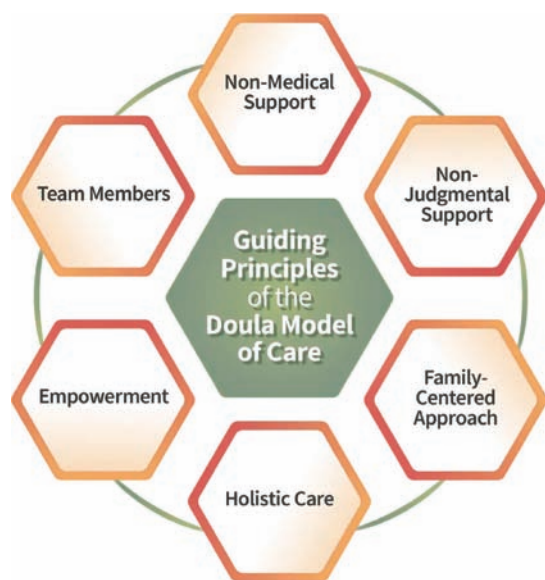 Non-Medical
Support
Non-
Judgmental
Support
Family-
Centered
Approach
Holistic Care
Empowerment
Team Members
Guiding
Principles
of the
Doula Model
of Care